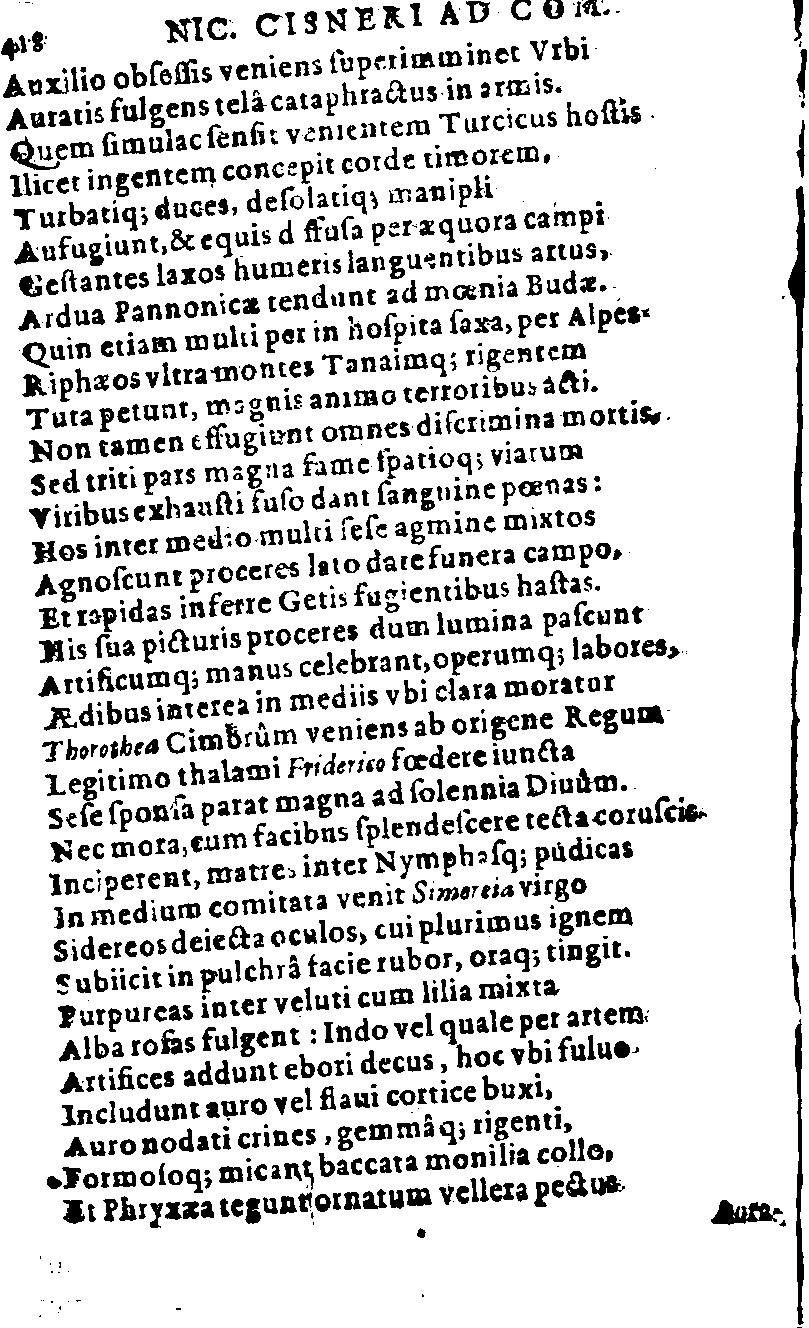 418 NIC. CISNERI AD COM.
Auxilio obſeſſis veniens ſuperimminet Vrbi
Auratis fulgens telâ cataphractus in armis.
Quem ſimulac ſenſit venientem Turcicus hoſtis
Ilicet ingentem concepit corde timorem,
Turbatiq; duces, deſolatiq; manipli
Aufugiunt, & equis d ffuſa per æquora campi
Geſtantes laxos humeris languentibus artus,
Ardua Pannonicæ tendunt ad mœnia Budæ.
Quin etiam multi per in hoſpita ſaxa, per Alpes
Riphæos vltra montes Tanaimq; rigentem
Tuta petunt, magnis animo terroribus acti.
Non tamen effugiunt omnes diſcrimina mortis,
Sed triti pars magna fame ſpatioq; viarum
Viribus exhauſti fuſo dant ſanguine pœnas:
Hos inter medio multi ſeſe agmine mixtos
Agnoſcunt proceres lato dare funera campo,
Et rapidas inferre Getis fugientibus haſtas.
His ſua picturis proceres dum lumina paſcunt
Artificumq; manus celebrant, operumq; labores,
Ædibus interea in mediis vbi clara moratur
Thorothea Cimbrûm veniens ab origene Regum
Legitimo thalami Friderico fœdere iuncta
Seſe ſponſa parat magna ad ſolennia Diuûm.
Nec mora, cum facibus ſplendeſcere tecta coruſcis
Inciperent, matres inter Nymphaſq; pudicas
In medium comitata venit Simereia virgo
Sidereos deiecta oculos, cui plurimus ignem
Subiicit in pulchrâ facie rubor, oraq; tingit.
Purpureas inter veluti cum lilia mixta
Alba roſas fulgent : Indo vel quale per artem
Artifices addunt ebori decus, hoc vbi fuluo
Includunt auro vel flaui cortice buxi,
Auro nodati crines, gemmâq; rigenti,
Formoſoq; micant baccata monilia collo,
Et Phryxæa tegunt ornatum vellera pectus
Aura-